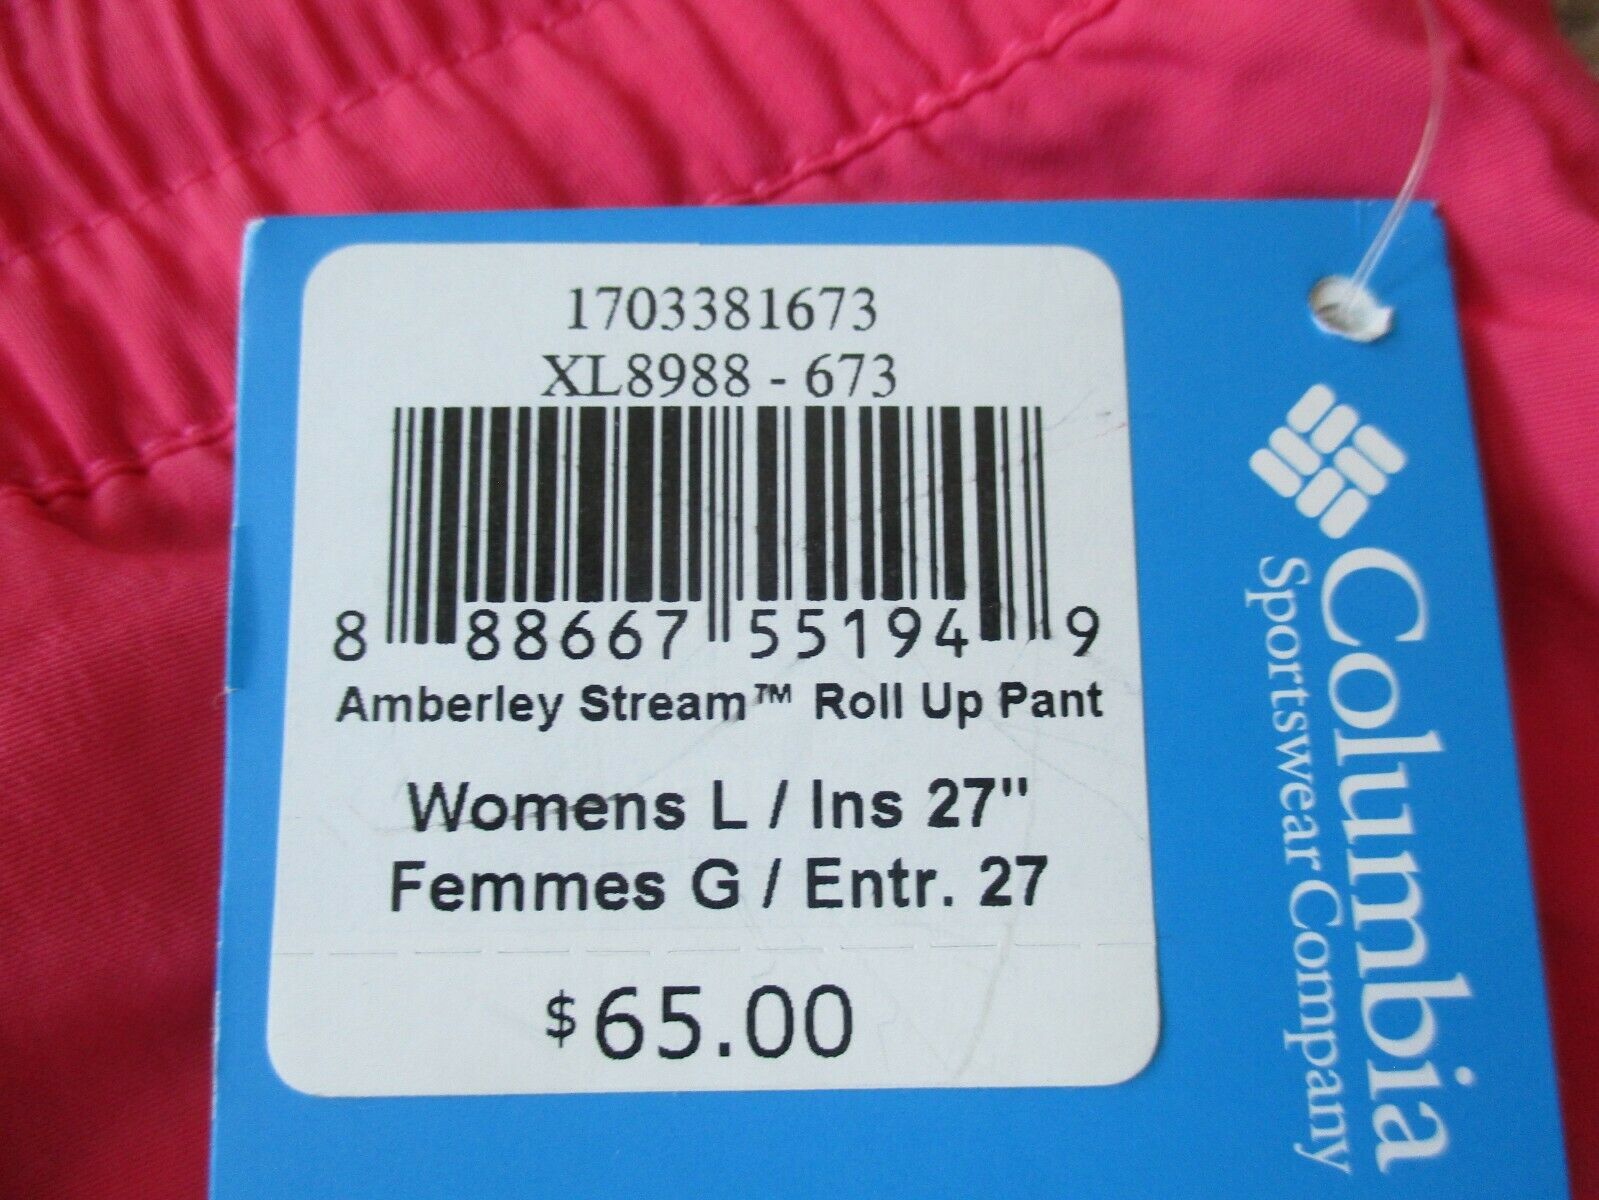 1703381673
XL8988 - 673
8 88667 55194 9
Amberley Stream™ Roll Up Pant
Womens L / Ins 27"
Femmes G / Entr. 27
$65.00
Columbia
Sportswear Company